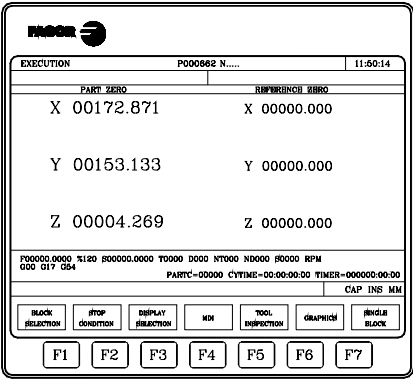 FAGOR
EXECUTION P000662 N..... 11:50:14
PART ZERO REFERENCE ZERO
X 00172.871 X 00000.000
Y 00153.133 Y 00000.000
Z 00004.269 Z 00000.000
F00000.0000 %120 S00000.0000 T0000 D000 NT000 ND000 S0000 RPM
G00 G17 G54
PARTC=00000 CYTIME=00:00:00:00 TIMER=000000:00:00
CAP INS MM
BLOCK SELECTION STOP CONDITION DISPLAY SELECTION MDI TOOL INSPECTION GRAPHICS SINGLE BLOCK
F1 F2 F3 F4 F5 F6 F7